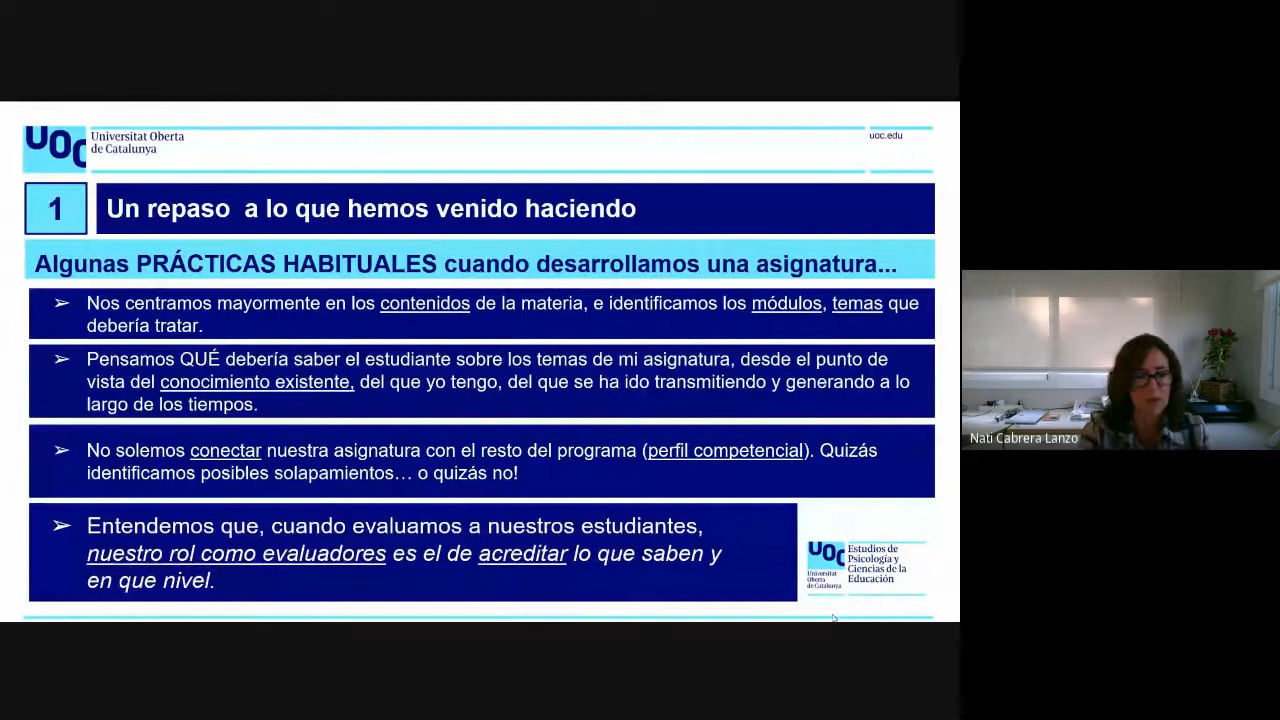 UOC
Universitat Oberta
de Catalunya
uoc.edu
1
Un repaso a lo que hemos venido haciendo
Algunas PRÁCTICAS HABITUALES cuando desarrollamos una asignatura...
➢ Nos centramos mayormente en los contenidos de la materia, e identificamos los módulos, temas que
debería tratar.
➢ Pensamos QUÉ debería saber el estudiante sobre los temas de mi asignatura, desde el punto de
vista del conocimiento existente, del que yo tengo, del que se ha ido transmitiendo y generando a lo
largo de los tiempos.
➢ No solemos conectar nuestra asignatura con el resto del programa (perfil competencial). Quizás
identificamos posibles solapamientos… o quizás no!
➢ Entendemos que, cuando evaluamos a nuestros estudiantes,
nuestro rol como evaluadores es el de acreditar lo que saben y
en que nivel.
UOC
Universitat
Oberta
de Catalunya
Estudios de
Psicología y
Ciencias de la
Educación
Nati Cabrera Lanzo